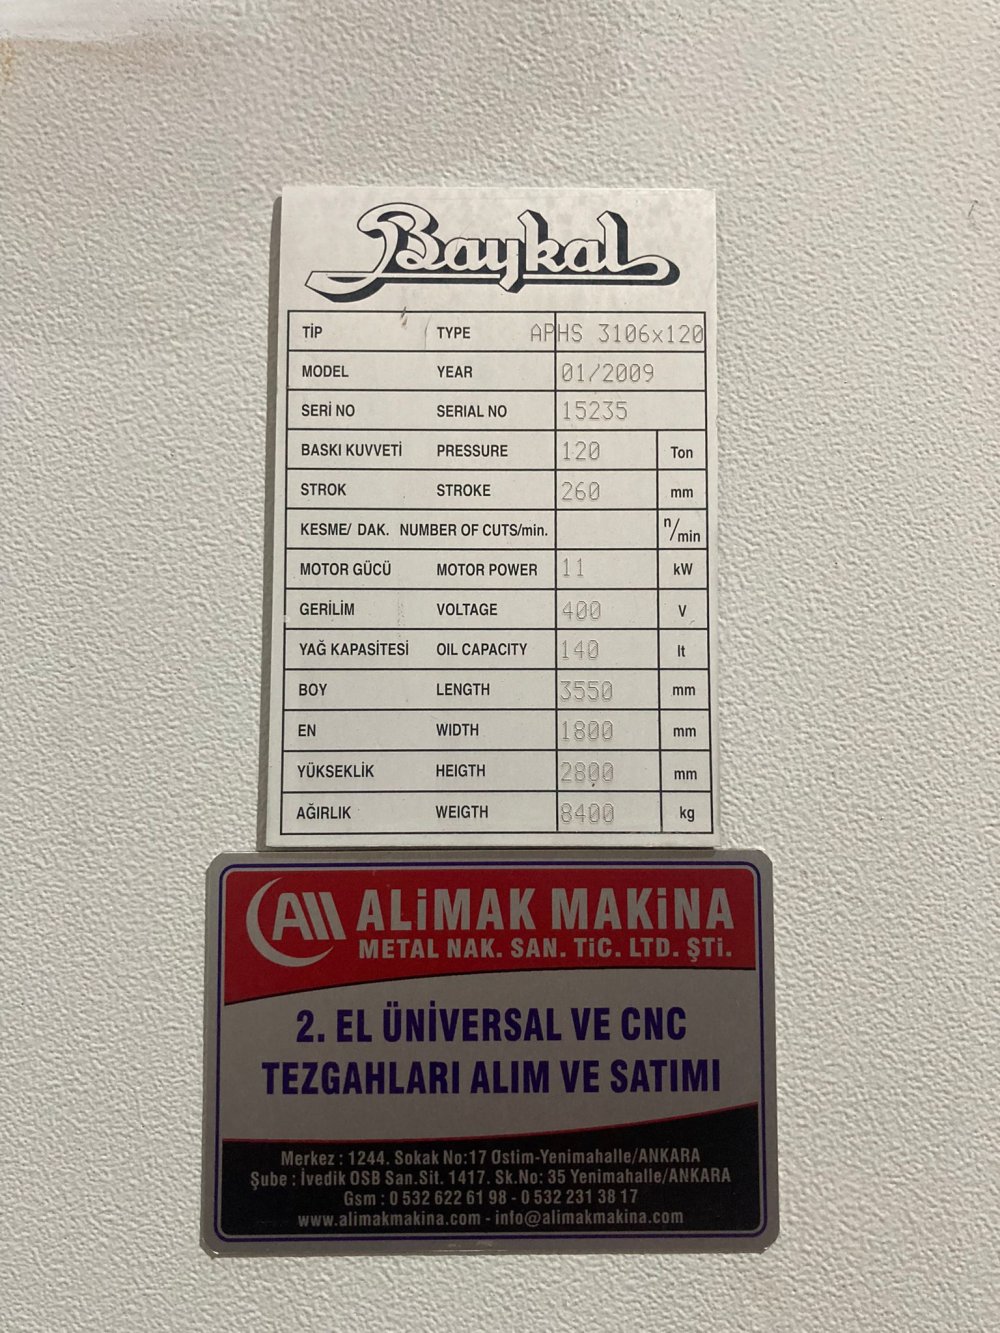 Baykal
TİP TYPE APHS 3106x120
MODEL YEAR 01/2009
SERİ NO SERIAL NO 15235
BASKI KUVVETİ PRESSURE 120 Ton
STROK STROKE 260 mm
KESME/ DAK. NUMBER OF CUTS/min. n/min
MOTOR GÜCÜ MOTOR POWER 11 kW
GERİLİM VOLTAGE 400 V
YAĞ KAPASİTESİ OIL CAPACITY 140 lt
BOY LENGTH 3550 mm
EN WIDTH 1800 mm
YÜKSEKLİK HEIGTH 2800 mm
AĞIRLIK WEIGTH 8400 kg
ALiMAK MAKiNA
METAL NAK. SAN. TiC. LTD. ŞTi.
2. EL ÜNİVERSAL VE CNC
TEZGAHLARI ALIM VE SATIMI
Merkez : 1244. Sokak No:17 Ostim-Yenimahalle/ANKARA
Şube : İvedik OSB San.Sit. 1417. Sk.No: 35 Yenimahalle/ANKARA
Gsm : 0 532 622 61 98 - 0 532 231 38 17
www.alimakmakina.com - info@alimakmakina.com